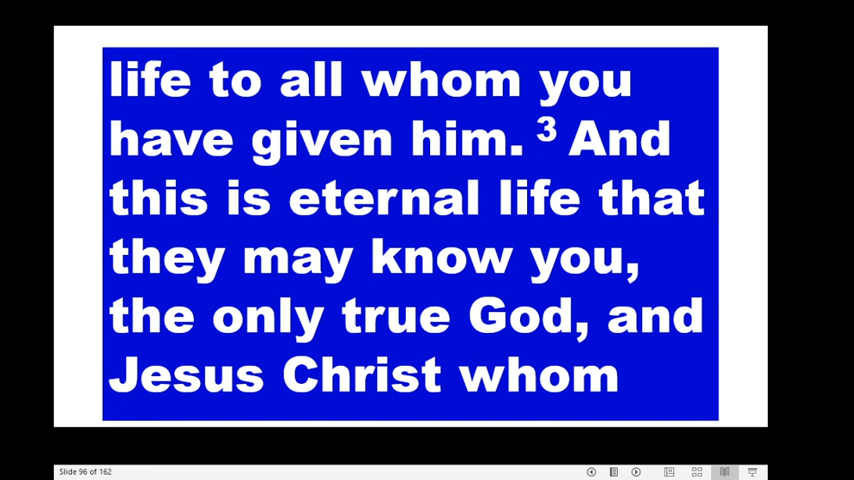 life to all whom you
have given him. 3 And
this is eternal life that
they may know you,
the only true God, and
Jesus Christ whom
Slide 96 of 162